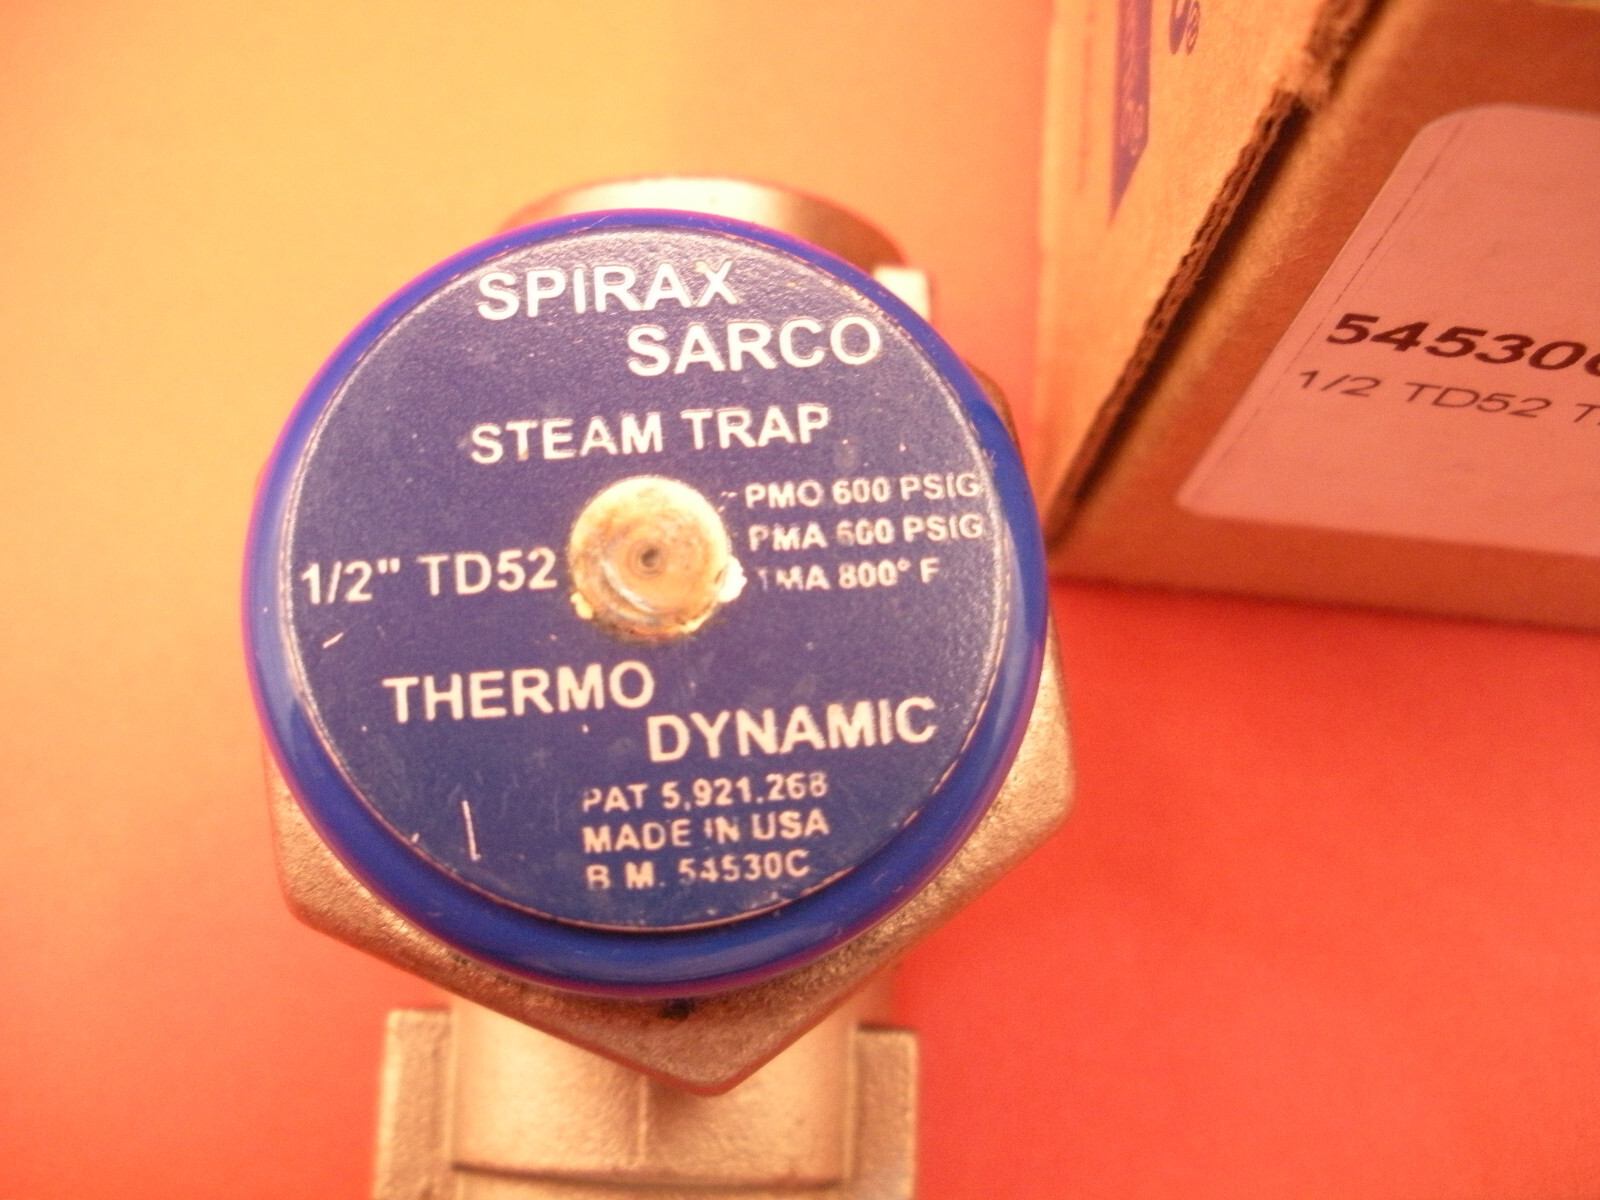 SPIRAX
SARCO
STEAM TRAP
PMO 600 PSIG
PMA 600 PSIG
1/2" TD52
TMA 800° F
THERMO
DYNAMIC
PAT 5,921,268
MADE IN USA
B.M. 54530C
54530
1/2 TD52